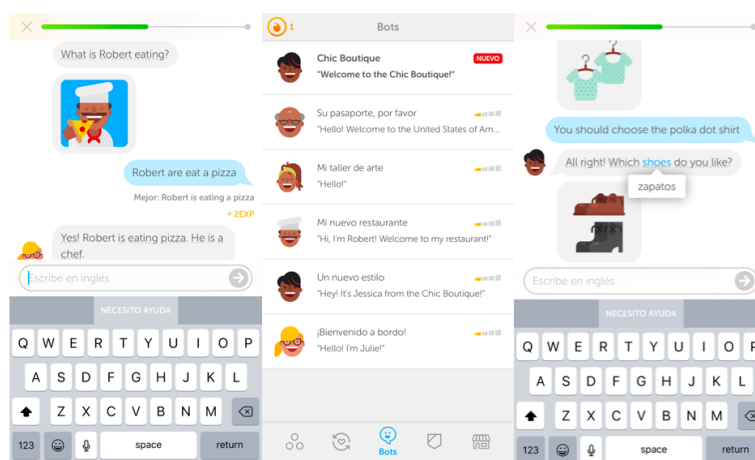 What is Robert eating?
Robert are eat a pizza
Mejor: Robert is eating a pizza
+ 2EXP
Yes! Robert is eating pizza. He is a
chef.
Escribe en inglés
NECESITO AYUDA
Q W E R T Y U I O P
A S D F G H J K L
Z X C V B N M
123 space return
1
Bots
Chic Boutique
NUEVO
"Welcome to the Chic Boutique!"
Su pasaporte, por favor
"Hello! Welcome to the United States of Am...
Mi taller de arte
"Hello!"
Mi nuevo restaurante
"Hi, I'm Robert! Welcome to my restaurant!"
Un nuevo estilo
"Hey! It's Jessica from the Chic Boutique!"
¡Bienvenido a bordo!
"Hello! I'm Julie!"
Bots
You should choose the polka dot shirt
All right! Which shoes do you like?
zapatos
Escribe en inglés
NECESITO AYUDA
Q W E R T Y U I O P
A S D F G H J K L
Z X C V B N M
123 space return